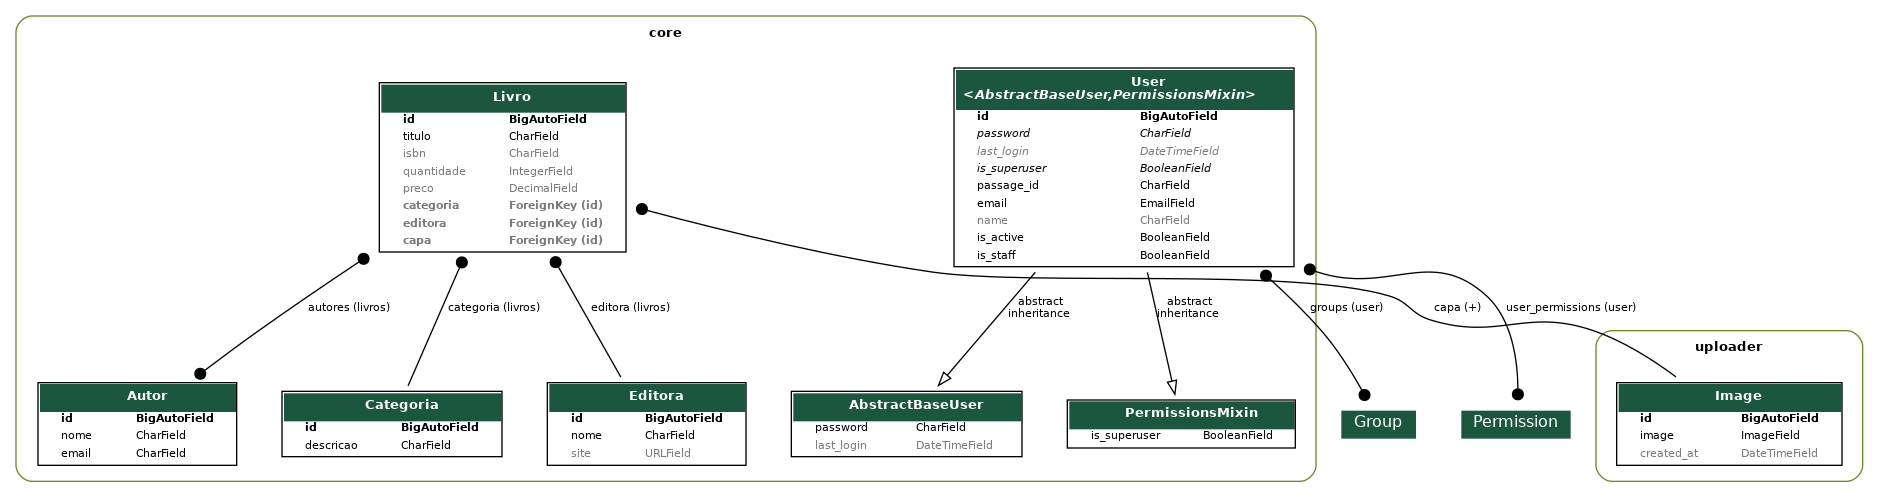 core
Livro
id BigAutoField
titulo CharField
isbn CharField
quantidade IntegerField
preco DecimalField
categoria ForeignKey (id)
editora ForeignKey (id)
capa ForeignKey (id)
User
<AbstractBaseUser,PermissionsMixin>
id BigAutoField
password CharField
last_login DateTimeField
is_superuser BooleanField
passage_id CharField
email EmailField
name CharField
is_active BooleanField
is_staff BooleanField
autores (livros)
categoria (livros)
editora (livros)
abstract
inheritance
abstract
inheritance
groups (user)
capa (+)
user_permissions (user)
Autor
id BigAutoField
nome CharField
email CharField
Categoria
id BigAutoField
descricao CharField
Editora
id BigAutoField
nome CharField
site URLField
AbstractBaseUser
password CharField
last_login DateTimeField
PermissionsMixin
is_superuser BooleanField
Group
Permission
uploader
Image
id BigAutoField
image ImageField
created_at DateTimeField